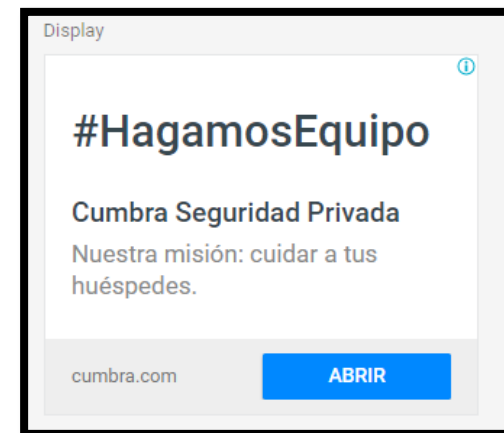 Display
#HagamosEquipo
Cumbra Seguridad Privada
Nuestra misión: cuidar a tus
huéspedes.
cumbra.com
ABRIR